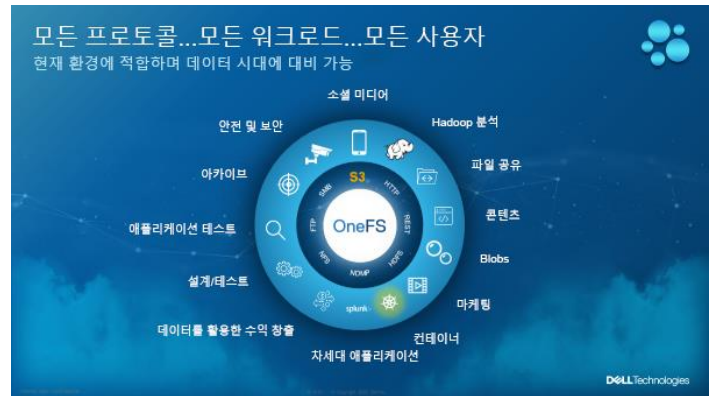 모든 프로토콜...모든 워크로드...모든 사용자
현재 환경에 적합하며 데이터 시대에 대비 가능
소셜 미디어
안전 및 보안
Hadoop 분석
아카이브
파일 공유
애플리케이션 테스트
콘텐츠
설계/테스트
Blobs
데이터를 활용한 수익 창출
마케팅
컨테이너
차세대 애플리케이션
S3
HTTP
REST
HDFS
NDMP
NFS
FTP
SMB
OneFS
splunk>
DELLTechnologies